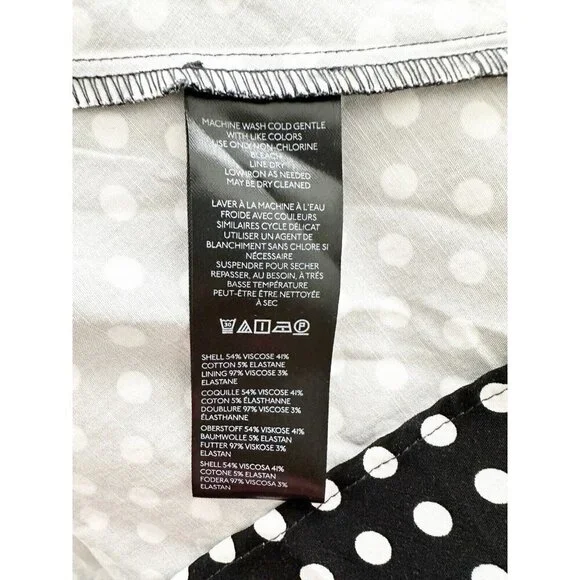 MACHINE WASH COLD GENTLE
WITH LIKE COLORS
USE ONLY NON-CHLORINE
BLEACH
LINE DRY
LOW IRON AS NEEDED
MAY BE DRY CLEANED
LAVER À LA MACHINE À L'EAU
FROIDE AVEC COULEURS
SIMILAIRES CYCLE DÉLICAT
UTILISER UN AGENT DE
BLANCHIMENT SANS CHLORE SI
NÉCESSAIRE
SUSPENDRE POUR SECHER
REPASSER, AU BESOIN, À TRÈS
BASSE TEMPÉRATURE
PEUT-ÊTRE ÊTRE NETTOYÉE
À SEC
30 P
SHELL 54% VISCOSE 41%
COTTON 5% ELASTANE
LINING 97% VISCOSE 3%
ELASTANE
COQUILLE 54% VISCOSE 41%
COTON 5% ÉLASTHANNE
DOUBLURE 97% VISCOSE 3%
ÉLASTHANNE
OBERSTOFF 54% VISKOSE 41%
BAUMWOLLE 5% ELASTAN
FUTTER 97% VISKOSE 3%
ELASTAN
SHELL 54% VISCOSA 41%
COTONE 5% ELASTAN
FODERA 97% VISCOSA 3%
ELASTAN